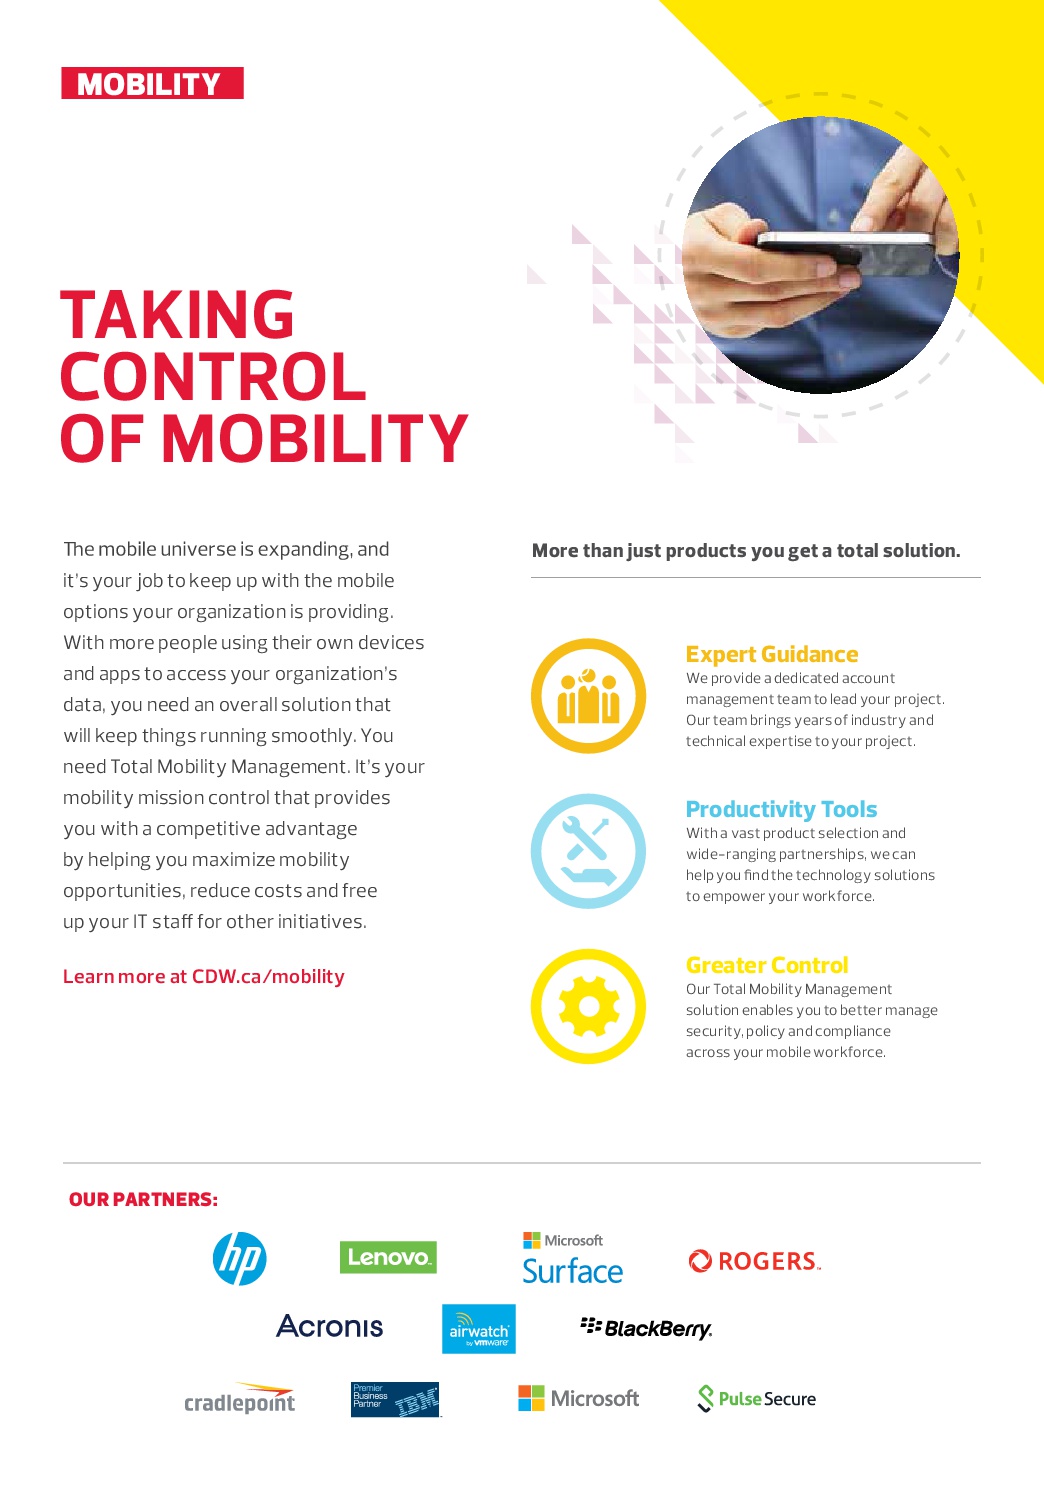 MOBILITY
TAKING
CONTROL
OF MOBILITY
The mobile universe is expanding, and
it's your job to keep up with the mobile
options your organization is providing.
With more people using their own devices
and apps to access your organization's
data, you need an overall solution that
will keep things running smoothly. You
need Total Mobility Management. It's your
mobility mission control that provides
you with a competitive advantage
by helping you maximize mobility
opportunities, reduce costs and free
up your IT staff for other initiatives.
Learn more at CDW.ca/mobility
More than just products you get a total solution.
Expert Guidance
We provide a dedicated account
management team to lead your project.
Our team brings years of industry and
technical expertise to your project.
Productivity Tools
With a vast product selection and
wide-ranging partnerships, we can
help you find the technology solutions
to empower your workforce.
Greater Control
Our Total Mobility Management
solution enables you to better manage
security, policy and compliance
across your mobile workforce.
OUR PARTNERS:
hp
Lenovo™
Microsoft
Surface
ROGERS™
Acronis
airwatch
by vmware
BlackBerry
cradlepoint
Premier
Business
Partner
IBM
Microsoft
Pulse Secure